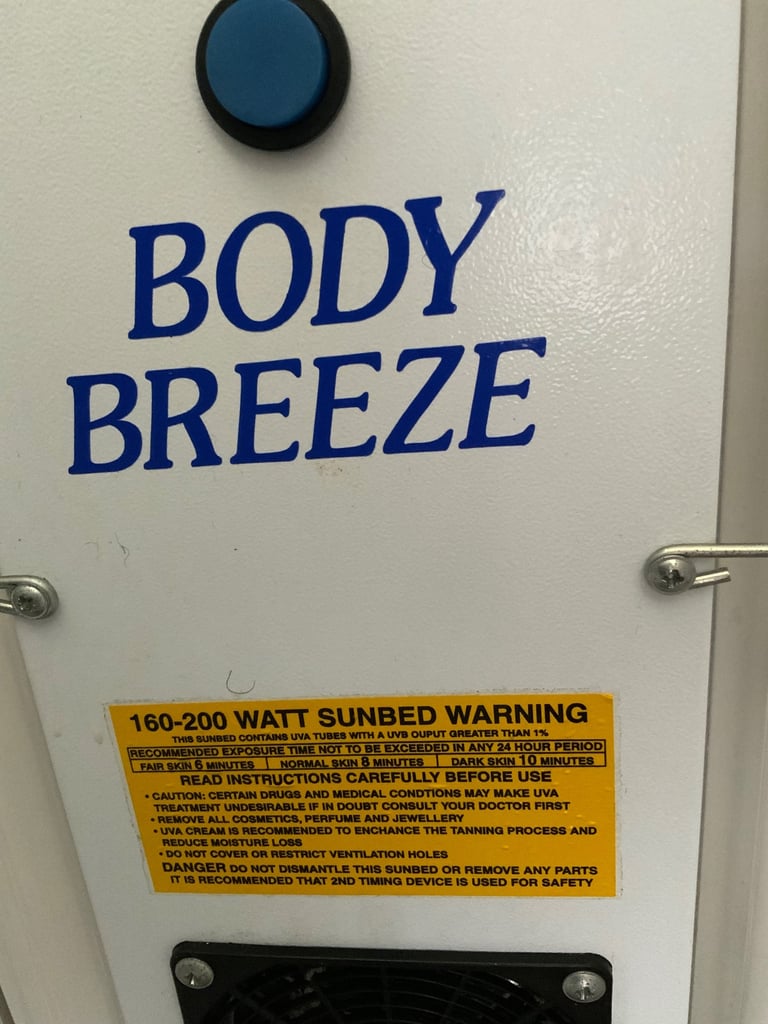 BODY
BREEZE
160-200 WATT SUNBED WARNING
THIS SUNBED CONTAINS UVA TUBES WITH A UVB OUPUT GREATER THAN 1%
RECOMMENDED EXPOSURE TIME NOT TO BE EXCEEDED IN ANY 24 HOUR PERIOD
FAIR SKIN 6 MINUTES NORMAL SKIN 8 MINUTES DARK SKIN 10 MINUTES
READ INSTRUCTIONS CAREFULLY BEFORE USE
• CAUTION: CERTAIN DRUGS AND MEDICAL CONDTIONS MAY MAKE UVA
TREATMENT UNDESIRABLE IF IN DOUBT CONSULT YOUR DOCTOR FIRST
• REMOVE ALL COSMETICS, PERFUME AND JEWELLERY
• UVA CREAM IS RECOMMENDED TO ENCHANCE THE TANNING PROCESS AND
REDUCE MOISTURE LOSS
• DO NOT COVER OR RESTRICT VENTILATION HOLES
DANGER DO NOT DISMANTLE THIS SUNBED OR REMOVE ANY PARTS
IT IS RECOMMENDED THAT 2ND TIMING DEVICE IS USED FOR SAFETY